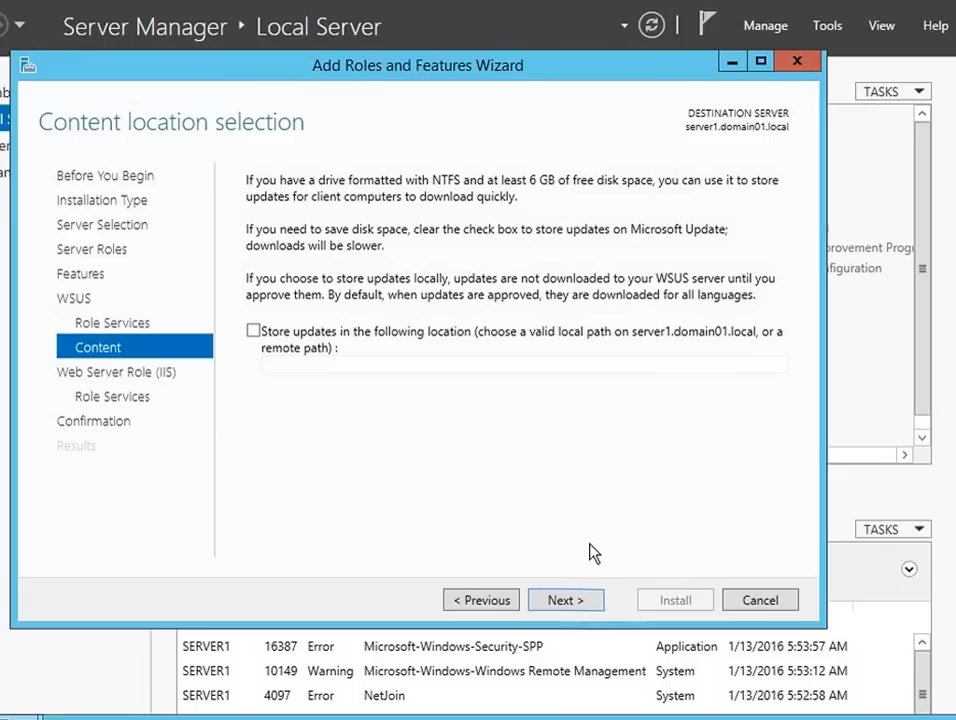 Server Manager ‣ Local Server
Manage
Tools
View
Help
Add Roles and Features Wizard
TASKS
Content location selection
DESTINATION SERVER
server1.domain01.local
Before You Begin
Installation Type
Server Selection
Server Roles
Features
WSUS
Role Services
Content
Web Server Role (IIS)
Role Services
Confirmation
Results
If you have a drive formatted with NTFS and at least 6 GB of free disk space, you can use it to store
updates for client computers to download quickly.
If you need to save disk space, clear the check box to store updates on Microsoft Update;
downloads will be slower.
If you choose to store updates locally, updates are not downloaded to your WSUS server until you
approve them. By default, when updates are approved, they are downloaded for all languages.
Store updates in the following location (choose a valid local path on server1.domain01.local, or a
remote path) :
< Previous
Next >
Install
Cancel
TASKS
SERVER1 16387 Error Microsoft-Windows-Security-SPP Application 1/13/2016 5:53:57 AM
SERVER1 10149 Warning Microsoft-Windows-Windows Remote Management System 1/13/2016 5:53:12 AM
SERVER1 4097 Error NetJoin System 1/13/2016 5:52:58 AM